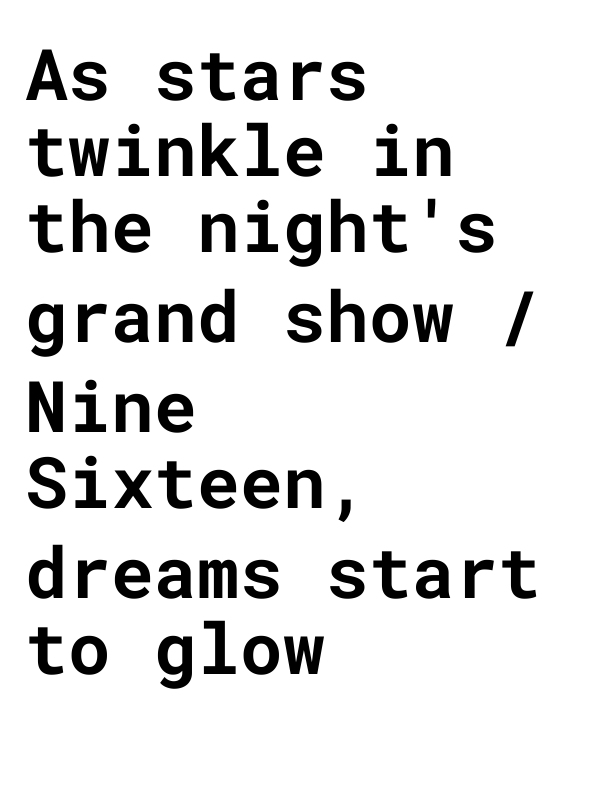 As stars
twinkle in
the night's
grand show /
Nine
Sixteen,
dreams start
to glow